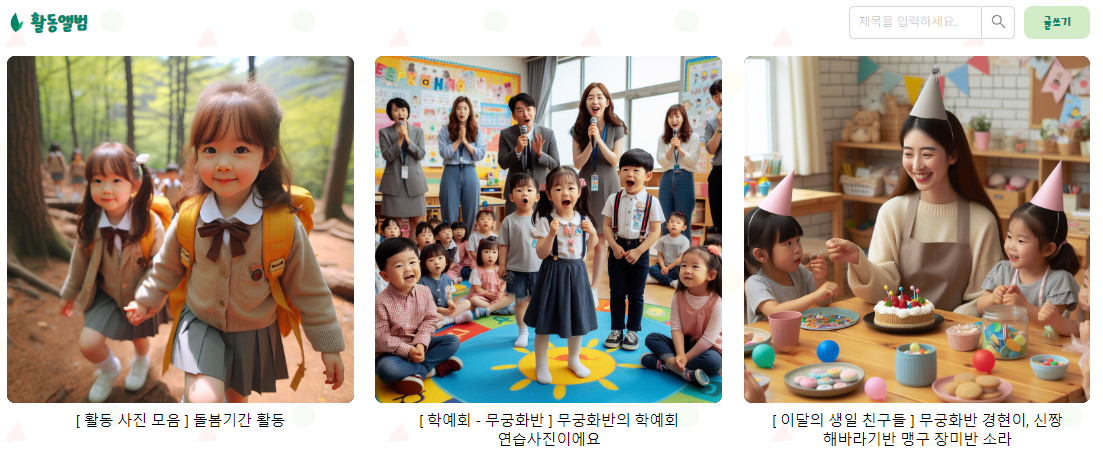 활동앨범
제목을 입력하세요.
글쓰기
[ 활동 사진 모음 ] 돌봄기간 활동
[ 학예회 - 무궁화반 ] 무궁화반의 학예회
연습사진이에요
[ 이달의 생일 친구들 ] 무궁화반 경현이, 신짱
해바라기반 맹구 장미반 소라